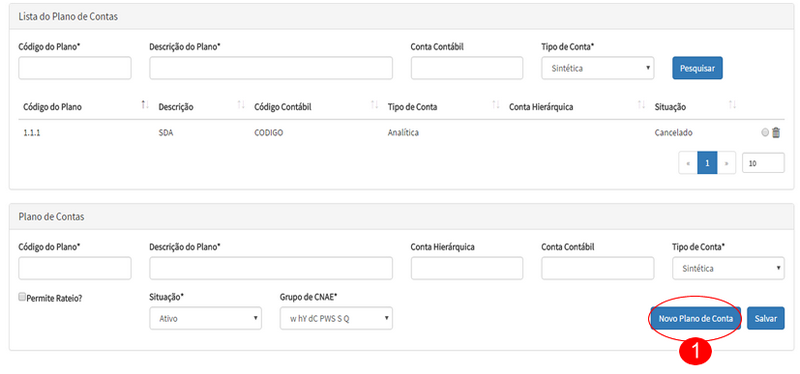 Lista do Plano de Contas
Código do Plano* Descrição do Plano* Conta Contábil Tipo de Conta*
Sintética Pesquisar
Código do Plano Descrição Código Contábil Tipo de Conta Conta Hierárquica Situação
1.1.1 SDA CODIGO Analítica Cancelado
« 1 » 10
Plano de Contas
Código do Plano* Descrição do Plano* Conta Hierárquica Conta Contábil Tipo de Conta*
Sintética
Permite Rateio? Situação* Grupo de CNAE*
Ativo w hY dC PWS S Q Novo Plano de Conta Salvar
1